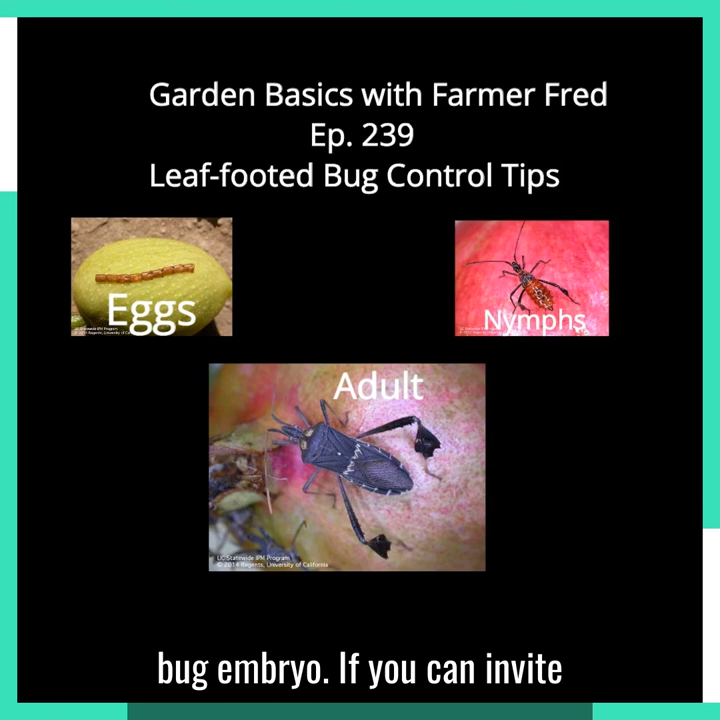 Garden Basics with Farmer Fred
Ep. 239
Leaf-footed Bug Control Tips
Eggs
Nymphs
Adult
UC Statewide IPM Program
© 2014 Regents, University of California
bug embryo. If you can invite